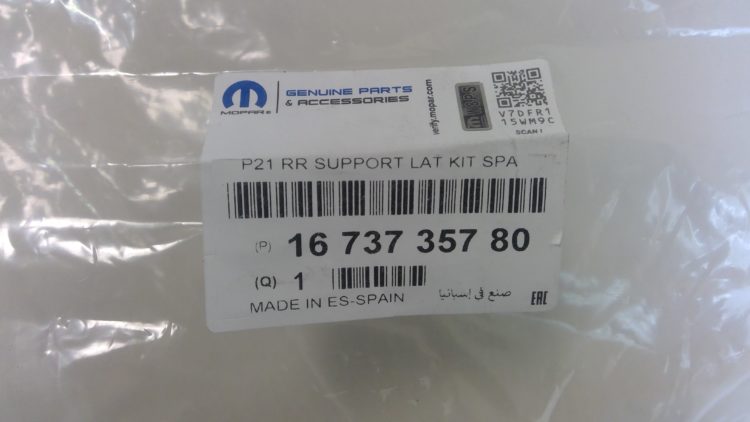 MOPAR®
GENUINE PARTS
& ACCESSORIES
verify.mopar.com
MOPS
V7DFR1
15WM9C
SCAN!
P21 RR SUPPORT LAT KIT SPA
(P) 16 737 357 80
(Q) 1
MADE IN ES-SPAIN
صنع في إسبانيا
EAC